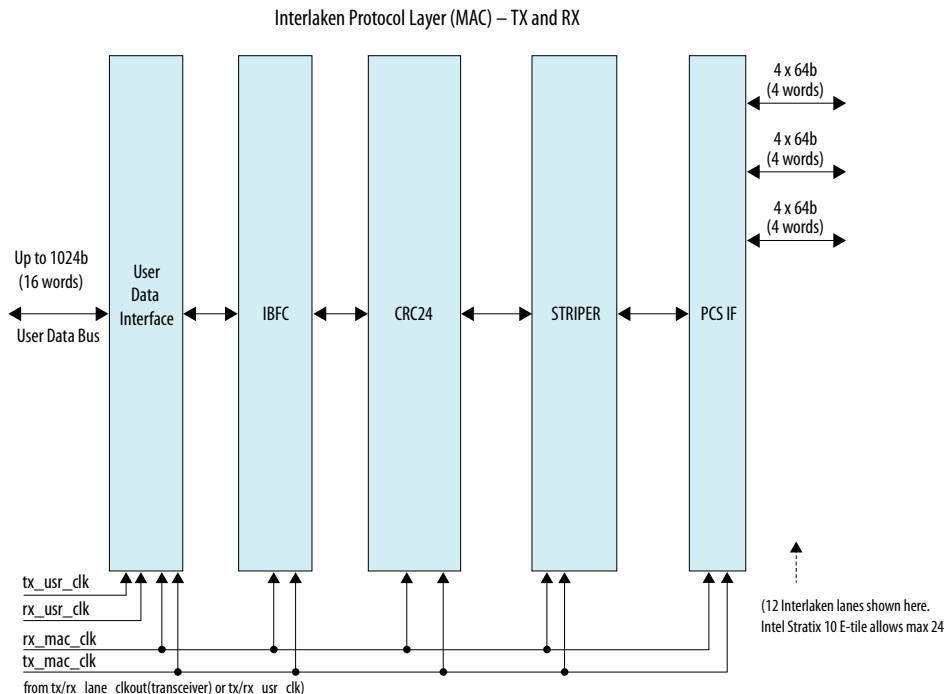 Interlaken Protocol Layer (MAC) – TX and RX
4 x 64b
(4 words)
4 x 64b
(4 words)
4 x 64b
(4 words)
Up to 1024b
(16 words)
User Data Bus
User
Data
Interface
IBFC
CRC24
STRIPER
PCS IF
tx_usr_clk
rx_usr_clk
rx_mac_clk
tx_mac_clk
from tx/rx_lane_clkout(transceiver) or tx/rx_usr_clk)
(12 Interlaken lanes shown here.
Intel Stratix 10 E-tile allows max 24